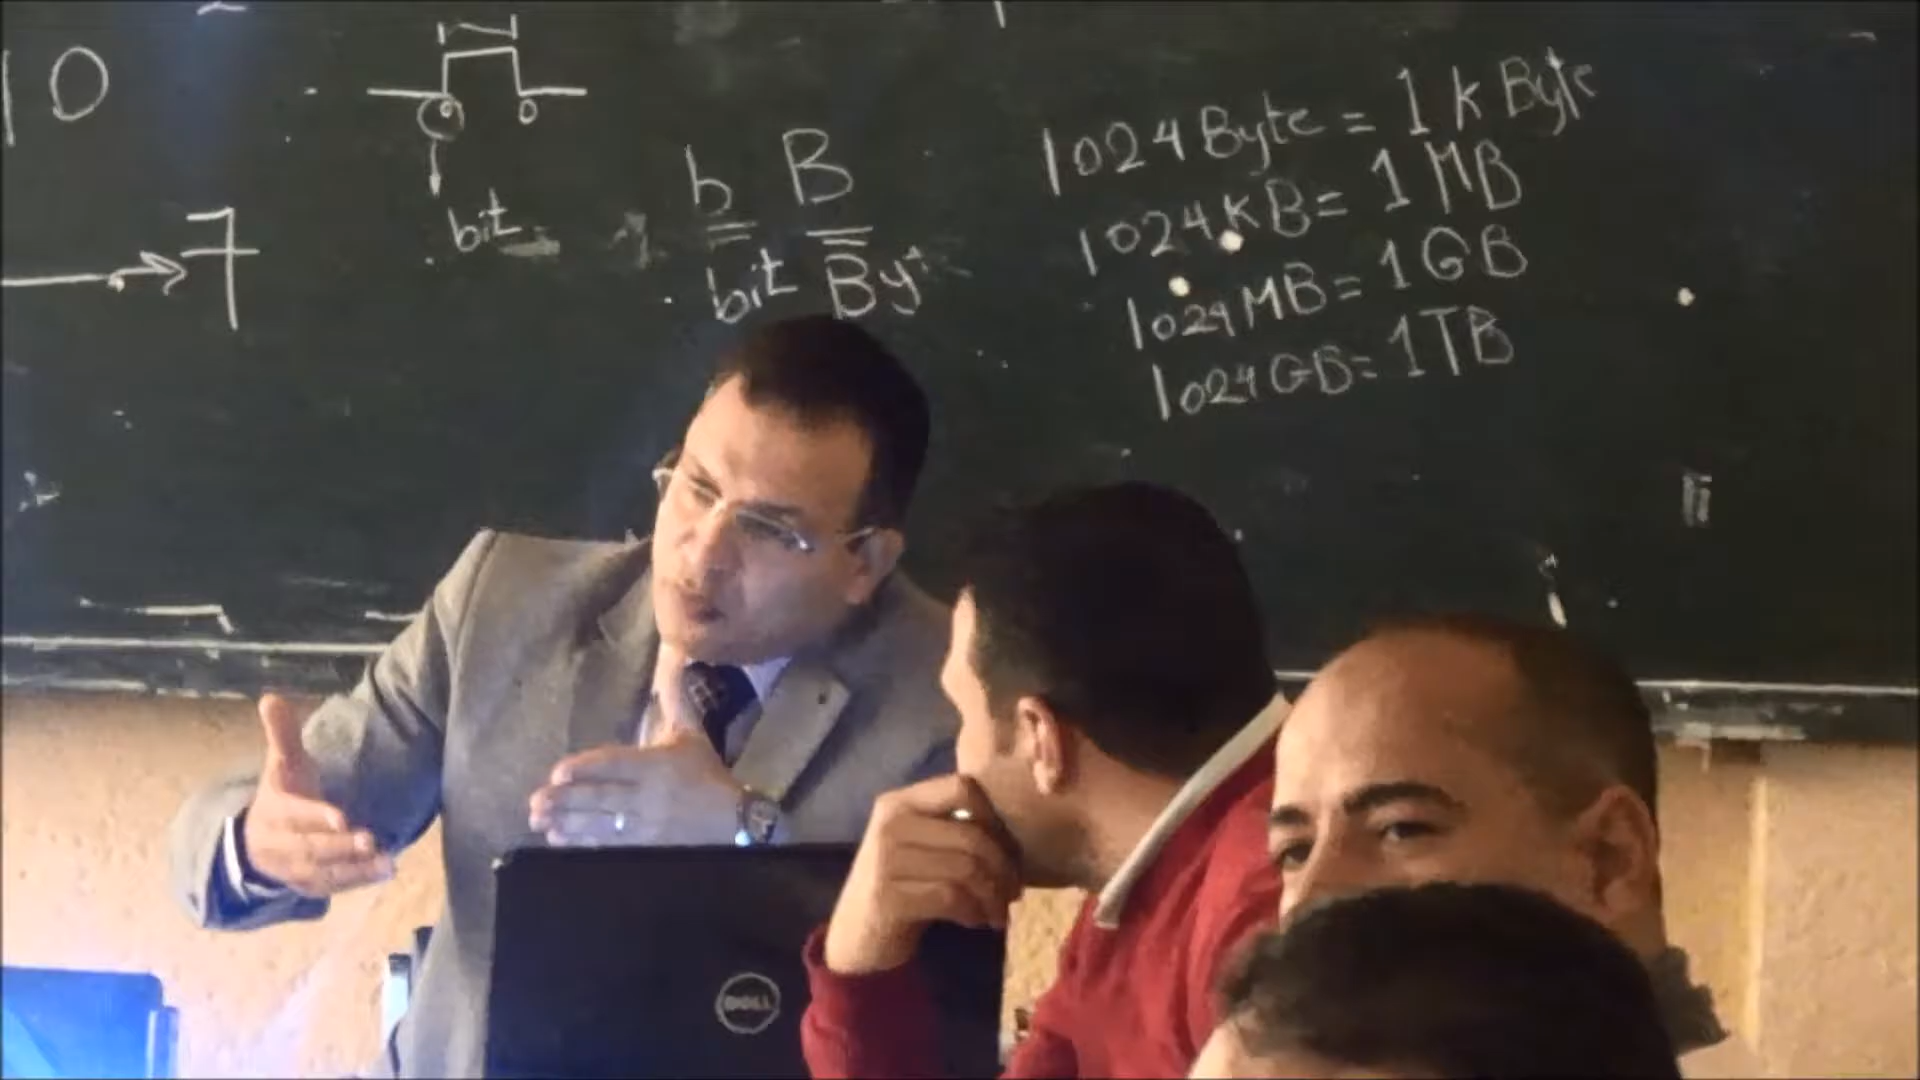 10
bit
7
b B
bit By
1024 Byte = 1 k Byte
1024 KB = 1 MB
1024 MB = 1 GB
1024 GB = 1 TB
DELL